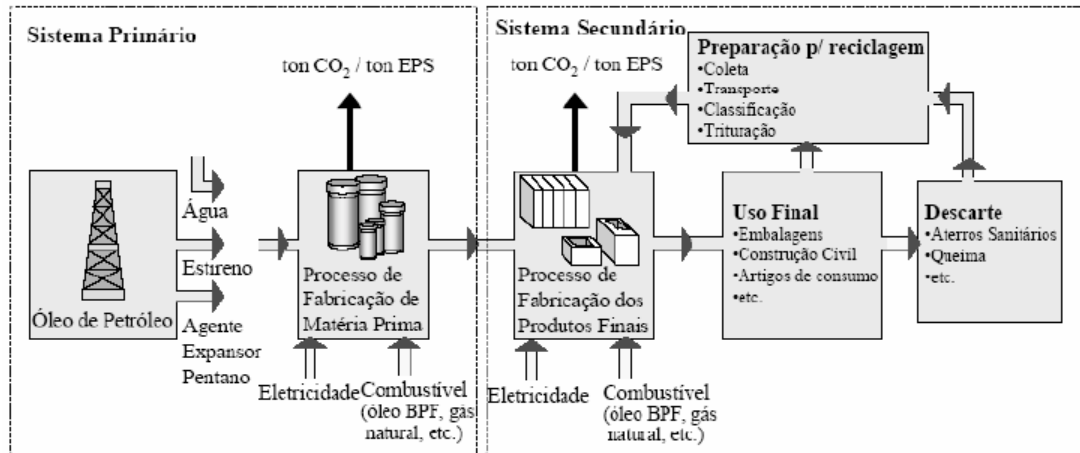 Sistema Primário
ton CO2 / ton EPS
Água
Estireno
Óleo de Petróleo
Agente
Expansor
Pentano
Processo de
Fabricação de
Matéria Prima
Eletricidade
Combustível
(óleo BPF, gás
natural, etc.)
Sistema Secundário
ton CO2 / ton EPS
Preparação p/ reciclagem
•Coleta
•Transporte
•Classificação
•Trituração
Processo de
Fabricação dos
Produtos Finais
Eletricidade
Combustível
(óleo BPF, gás
natural, etc.)
Uso Final
•Embalagens
•Construção Civil
•Artigos de consumo
•etc.
Descarte
•Aterros Sanitários
•Queima
•etc.